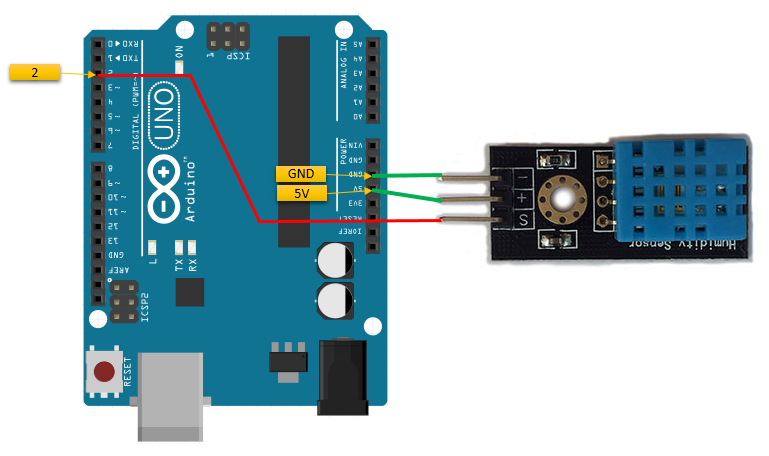 2
GND
5V
0 ◄ RXD
1 ► TXD
2
~ 3
4
~ 5
~ 6
7
DIGITAL (PWM=~)
8
~ 9
~ 10
~ 11
12
13
GND
AREF
ON
1
ICSP
UNO
Arduino™
L
TX
RX
ICSP2
RESET
ANALOG IN
A5
A4
A3
A2
A1
A0
POWER
VIN
GND
GND
5V
3V3
RESET
IOREF
−
+
S
Humidity Sensor